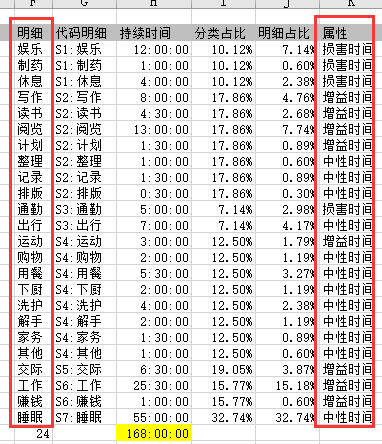 F G H I J K
明细 代码明细 持续时间 分类占比 明细占比 属性
娱乐 S1:娱乐 12:00:00 10.12% 7.14% 损害时间
制药 S1:制药 1:00:00 10.12% 0.60% 损害时间
休息 S1:休息 4:00:00 10.12% 2.38% 损害时间
写作 S2:写作 8:00:00 17.86% 4.76% 增益时间
读书 S2:读书 4:30:00 17.86% 2.68% 增益时间
阅览 S2:阅览 13:00:00 17.86% 7.74% 增益时间
计划 S2:计划 1:30:00 17.86% 0.89% 增益时间
整理 S2:整理 1:00:00 17.86% 0.60% 中性时间
记录 S2:记录 1:30:00 17.86% 0.89% 中性时间
排版 S2:排版 0:30:00 17.86% 0.30% 中性时间
通勤 S3:通勤 5:00:00 7.14% 2.98% 损害时间
出行 S3:出行 7:00:00 7.14% 4.17% 中性时间
运动 S4:运动 3:00:00 12.50% 1.79% 增益时间
购物 S4:购物 2:00:00 12.50% 1.19% 中性时间
用餐 S4:用餐 5:30:00 12.50% 3.27% 中性时间
下厨 S4:下厨 2:00:00 12.50% 1.19% 中性时间
洗护 S4:洗护 4:00:00 12.50% 2.38% 中性时间
解手 S4:解手 2:00:00 12.50% 1.19% 中性时间
家务 S4:家务 1:30:00 12.50% 0.89% 中性时间
其他 S4:其他 1:00:00 12.50% 0.60% 中性时间
交际 S5:交际 6:30:00 19.05% 3.87% 增益时间
工作 S6:工作 25:30:00 15.77% 15.18% 增益时间
赚钱 S6:赚钱 1:00:00 15.77% 0.60% 增益时间
睡眠 S7:睡眠 55:00:00 32.74% 32.74% 中性时间
24 168:00:00